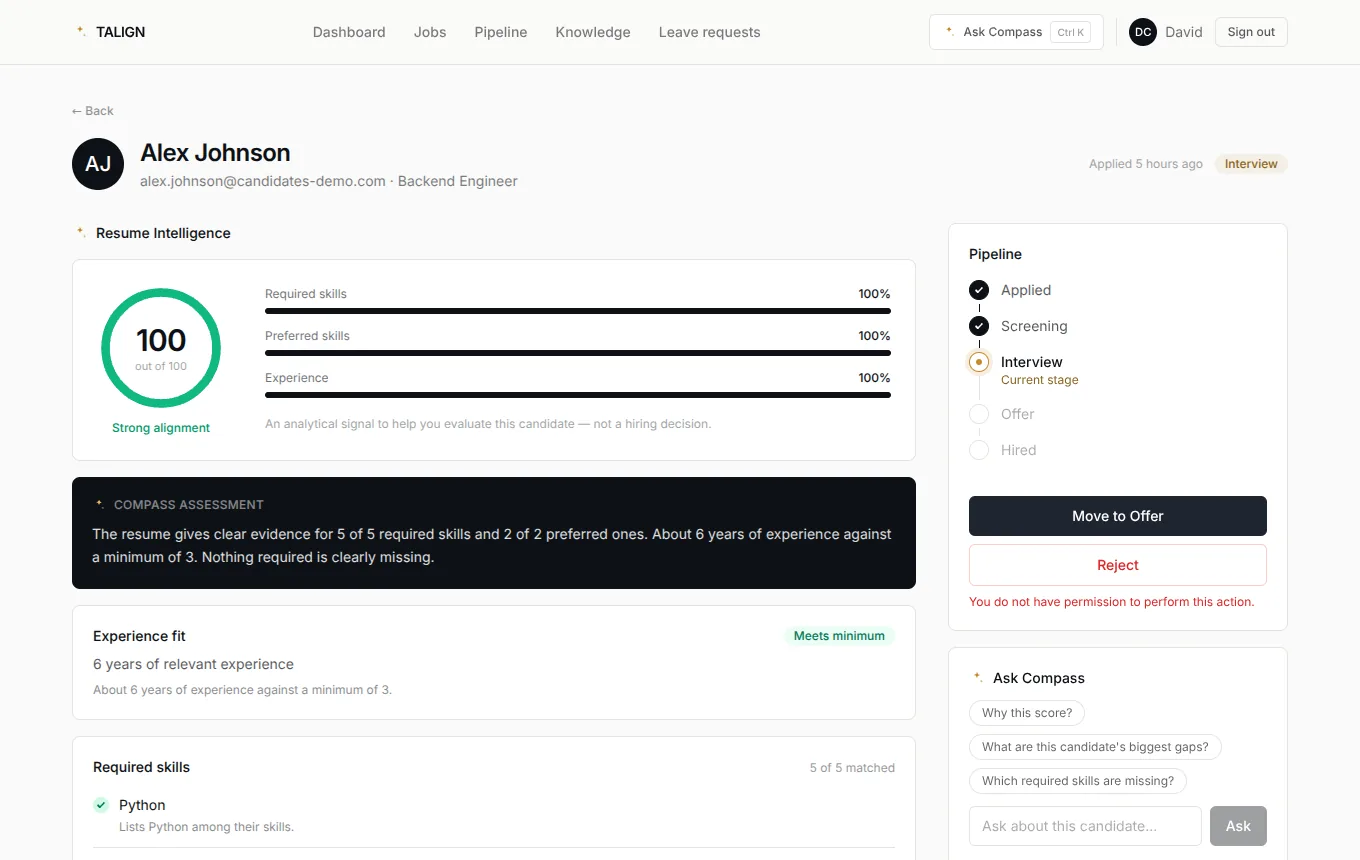 TALIGN
Dashboard
Jobs
Pipeline
Knowledge
Leave requests
Ask Compass
Ctrl K
DC
David
Sign out
← Back
AJ
Alex Johnson
alex.johnson@candidates-demo.com · Backend Engineer
Applied 5 hours ago
Interview
Resume Intelligence
100
out of 100
Strong alignment
Required skills
100%
Preferred skills
100%
Experience
100%
An analytical signal to help you evaluate this candidate — not a hiring decision.
COMPASS ASSESSMENT
The resume gives clear evidence for 5 of 5 required skills and 2 of 2 preferred ones. About 6 years of experience against
a minimum of 3. Nothing required is clearly missing.
Experience fit
Meets minimum
6 years of relevant experience
About 6 years of experience against a minimum of 3.
Required skills
5 of 5 matched
Python
Lists Python among their skills.
Pipeline
Applied
Screening
Interview
Current stage
Offer
Hired
Move to Offer
Reject
You do not have permission to perform this action.
Ask Compass
Why this score?
What are this candidate's biggest gaps?
Which required skills are missing?
Ask about this candidate...
Ask